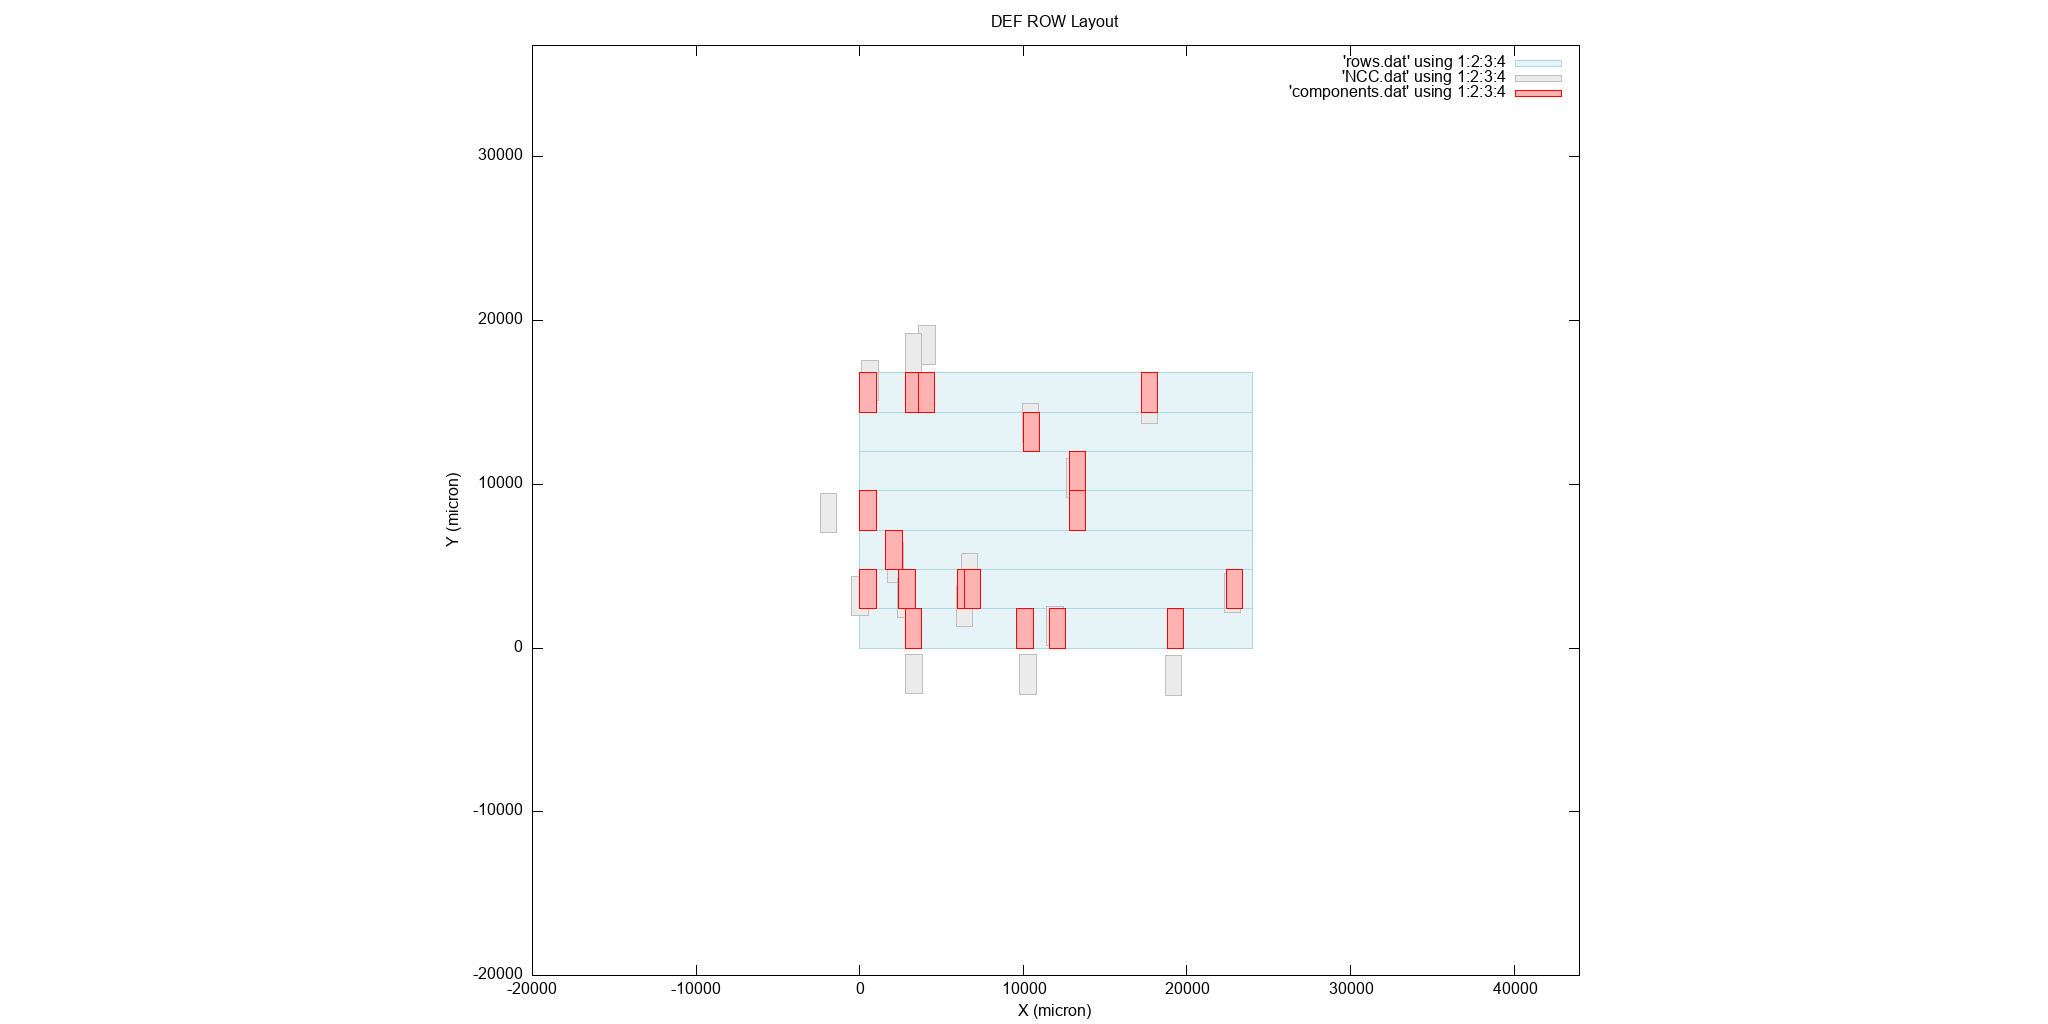 DEF ROW Layout
'rows.dat' using 1:2:3:4
'NCC.dat' using 1:2:3:4
'components.dat' using 1:2:3:4
30000
20000
10000
0
-10000
-20000
Y (micron)
-20000 -10000 0 10000 20000 30000 40000
X (micron)